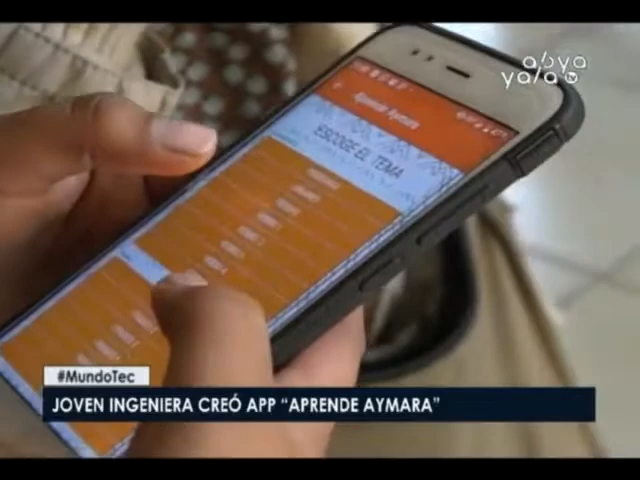 abya
yala tv
Aprende Aymara
ESCOGE EL TEMA
#MundoTec
JOVEN INGENIERA CREÓ APP “APRENDE AYMARA”